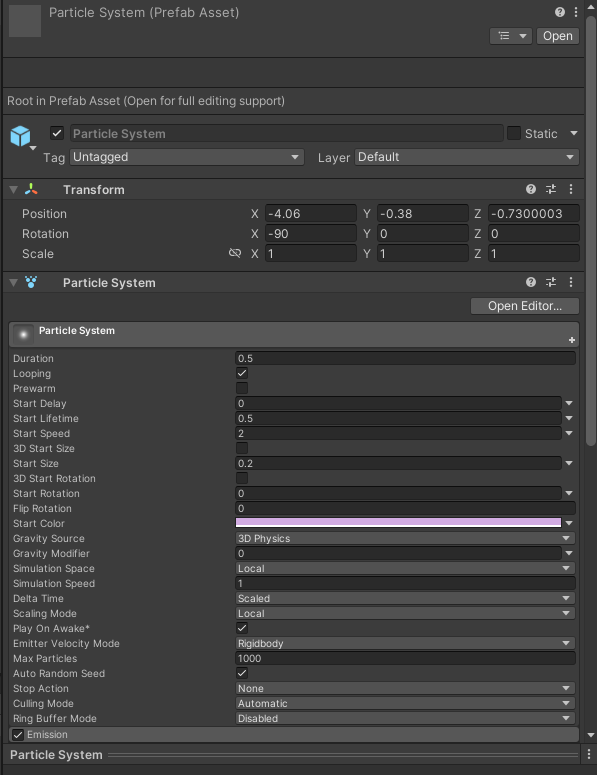 Particle System (Prefab Asset)
Open
Root in Prefab Asset (Open for full editing support)
Particle System Static
Tag Untagged Layer Default
Transform
Position X -4.06 Y -0.38 Z -0.7300003
Rotation X -90 Y 0 Z 0
Scale X 1 Y 1 Z 1
Particle System
Open Editor...
Particle System
Duration 0.5
Looping
Prewarm
Start Delay 0
Start Lifetime 0.5
Start Speed 2
3D Start Size
Start Size 0.2
3D Start Rotation
Start Rotation 0
Flip Rotation 0
Start Color
Gravity Source 3D Physics
Gravity Modifier 0
Simulation Space Local
Simulation Speed 1
Delta Time Scaled
Scaling Mode Local
Play On Awake*
Emitter Velocity Mode Rigidbody
Max Particles 1000
Auto Random Seed
Stop Action None
Culling Mode Automatic
Ring Buffer Mode Disabled
Emission
Particle System